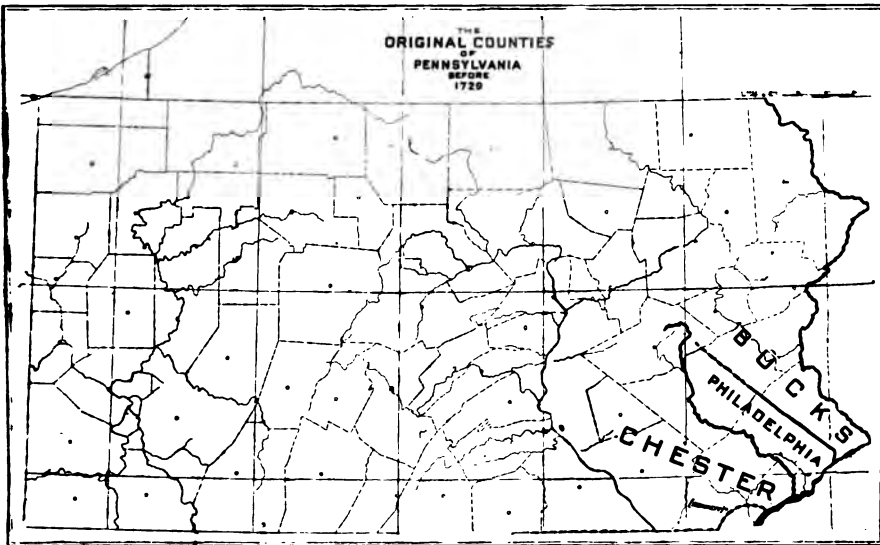 THE
ORIGINAL COUNTIES
OF
PENNSYLVANIA
BEFORE
1729
BUCKS
PHILADELPHIA
CHESTER